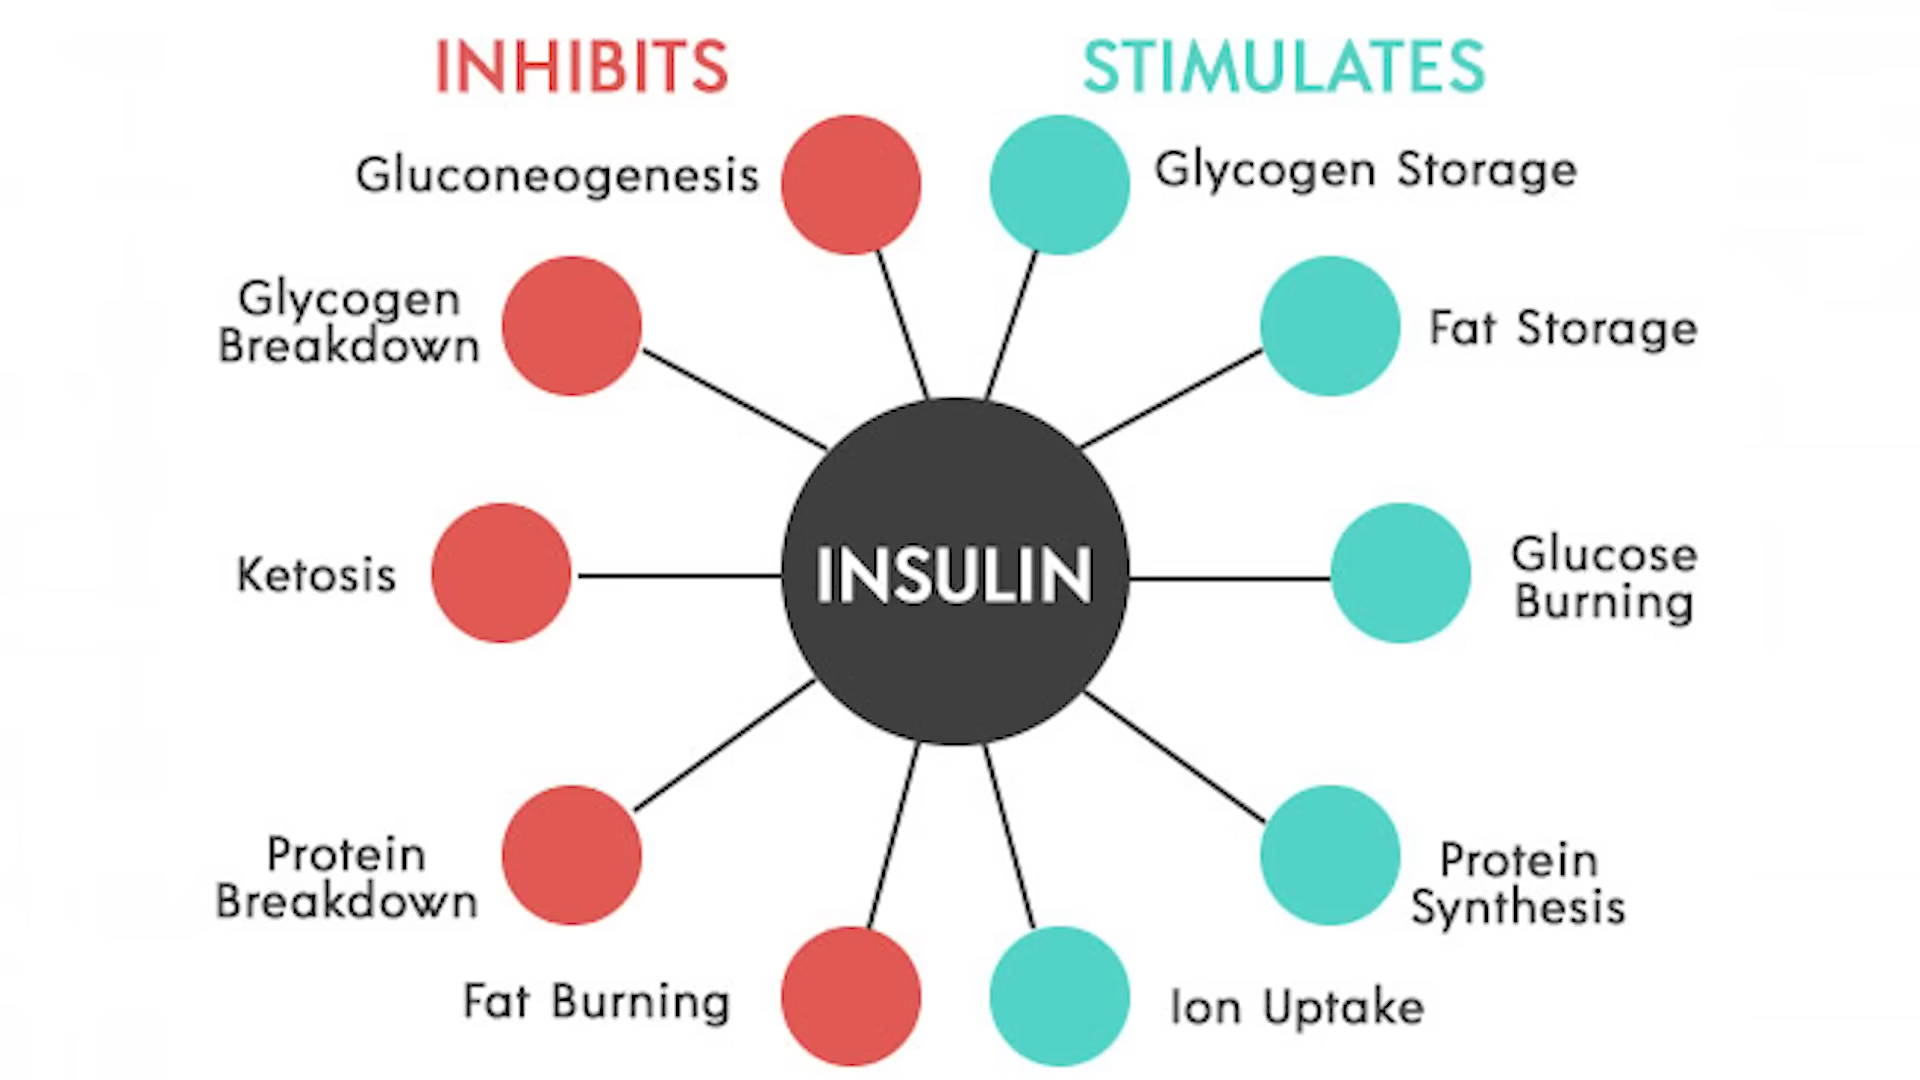 INHIBITS
STIMULATES
Gluconeogenesis
Glycogen Storage
Glycogen
Breakdown
Fat Storage
Ketosis
INSULIN
Glucose
Burning
Protein
Breakdown
Protein
Synthesis
Fat Burning
Ion Uptake